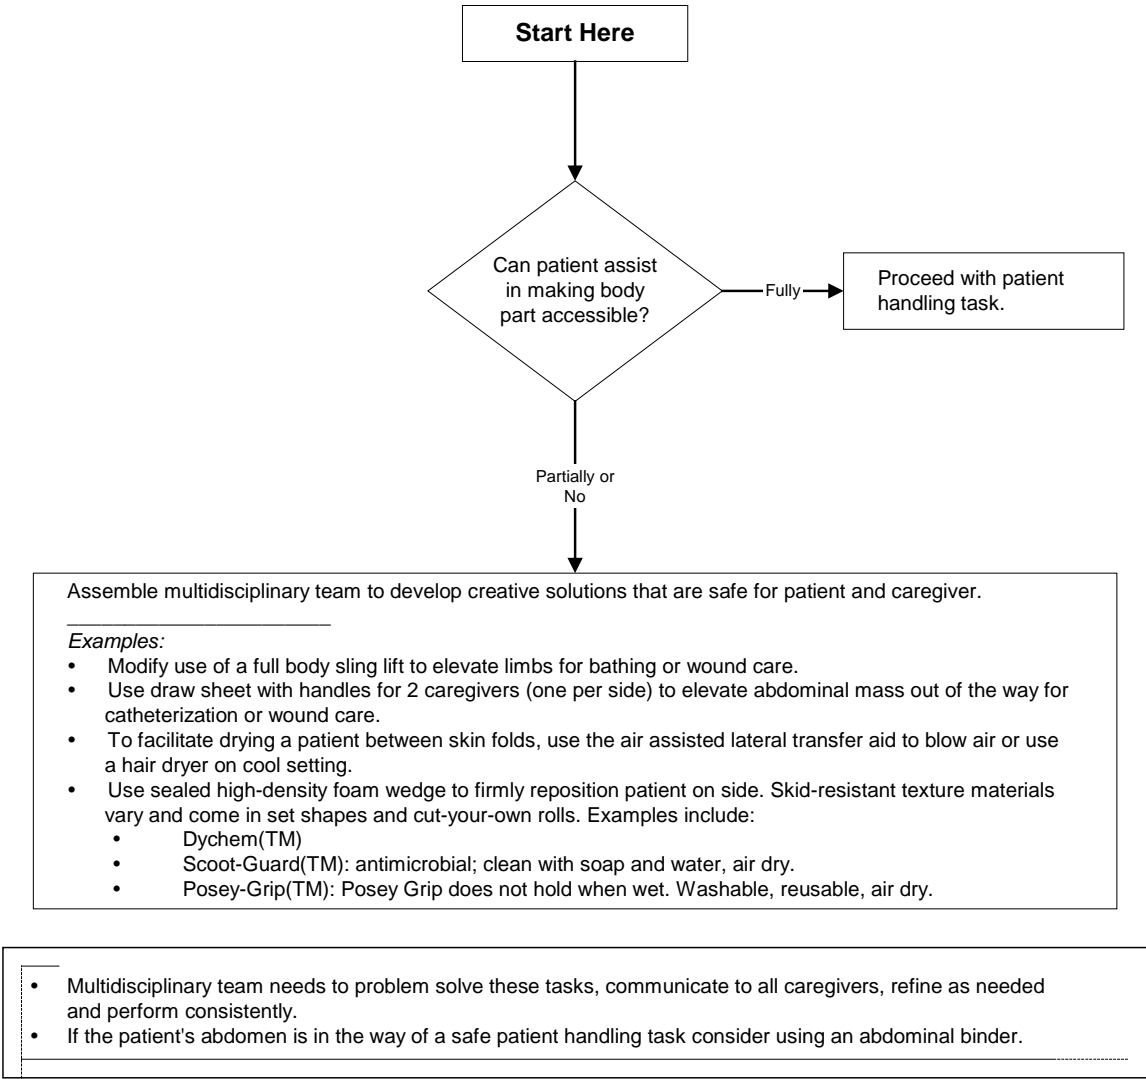 Start Here
Can patient assist
in making body
part accessible?
Fully
Proceed with patient
handling task.
Partially or
No
Assemble multidisciplinary team to develop creative solutions that are safe for patient and caregiver.
Examples:
• Modify use of a full body sling lift to elevate limbs for bathing or wound care.
• Use draw sheet with handles for 2 caregivers (one per side) to elevate abdominal mass out of the way for
catheterization or wound care.
• To facilitate drying a patient between skin folds, use the air assisted lateral transfer aid to blow air or use
a hair dryer on cool setting.
• Use sealed high-density foam wedge to firmly reposition patient on side. Skid-resistant texture materials
vary and come in set shapes and cut-your-own rolls. Examples include:
• Dychem(TM)
• Scoot-Guard(TM): antimicrobial; clean with soap and water, air dry.
• Posey-Grip(TM): Posey Grip does not hold when wet. Washable, reusable, air dry.
• Multidisciplinary team needs to problem solve these tasks, communicate to all caregivers, refine as needed
and perform consistently.
• If the patient's abdomen is in the way of a safe patient handling task consider using an abdominal binder.